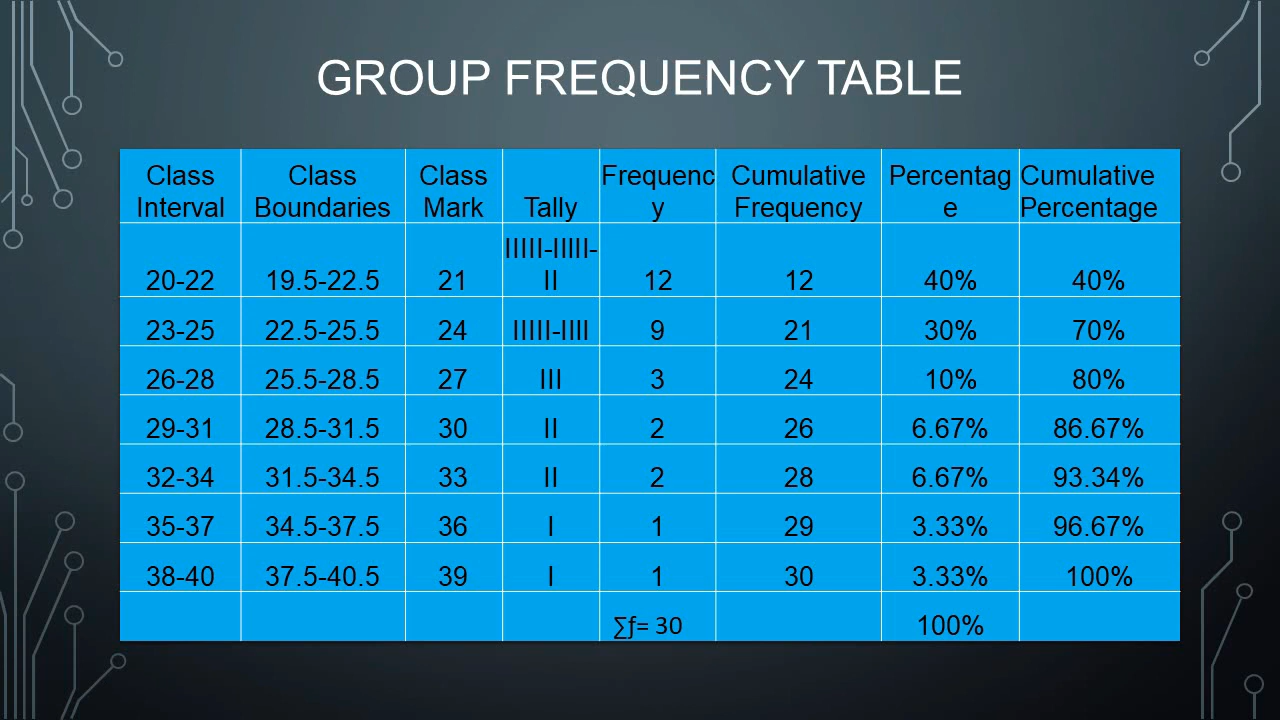 GROUP FREQUENCY TABLE
Class Interval Class Boundaries Class Mark Tally Frequency Cumulative Frequency Percentage Cumulative Percentage
20-22 19.5-22.5 21 IIIII-IIIII-II 12 12 40% 40%
23-25 22.5-25.5 24 IIIII-IIII 9 21 30% 70%
26-28 25.5-28.5 27 III 3 24 10% 80%
29-31 28.5-31.5 30 II 2 26 6.67% 86.67%
32-34 31.5-34.5 33 II 2 28 6.67% 93.34%
35-37 34.5-37.5 36 I 1 29 3.33% 96.67%
38-40 37.5-40.5 39 I 1 30 3.33% 100%
∑ƒ= 30 100%